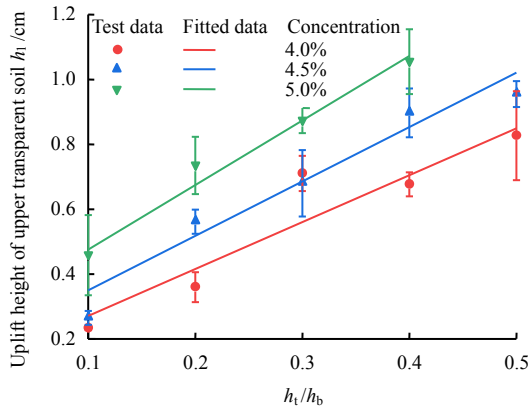 Test data Fitted data Concentration
4.0%
4.5%
5.0%
Uplift height of upper transparent soil h₁/cm
1.2
1.0
0.8
0.6
0.4
0.2
0.1 0.2 0.3 0.4 0.5
hₜ/h_b